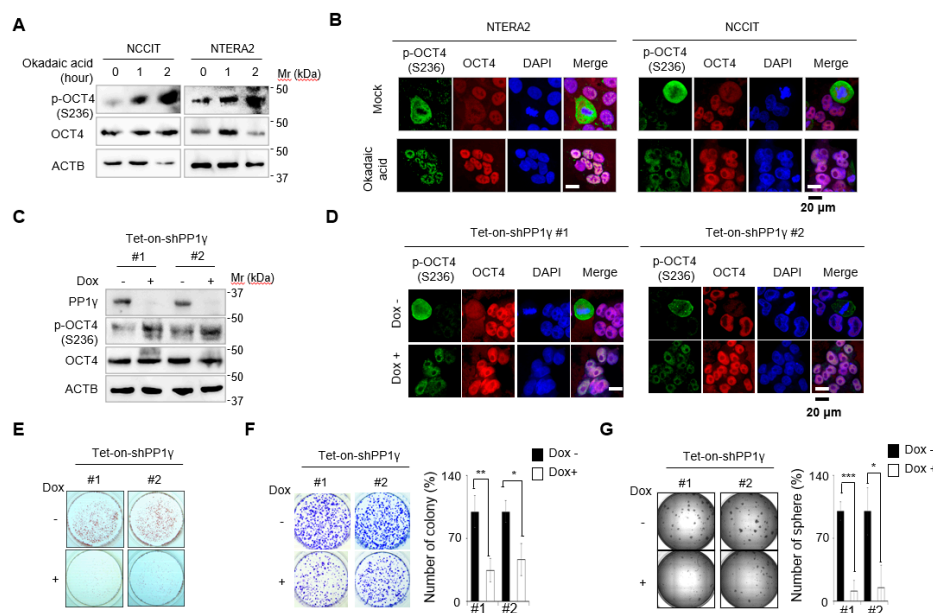 A
NCCIT NTERA2
Okadaic acid (hour) 0 1 2 0 1 2 Mr (kDa)
p-OCT4 (S236)
50
OCT4
50
ACTB
37
B
NTERA2 NCCIT
p-OCT4 (S236) OCT4 DAPI Merge p-OCT4 (S236) OCT4 DAPI Merge
Mock
Okadaic acid
20 μm
C
Tet-on-shPP1γ
#1 #2
Dox - + - + Mr (kDa)
PP1γ
37
p-OCT4 (S236)
50
OCT4
50
50
ACTB
37
D
Tet-on-shPP1γ #1 Tet-on-shPP1γ #2
p-OCT4 (S236) OCT4 DAPI Merge p-OCT4 (S236) OCT4 DAPI Merge
Dox -
Dox +
20 μm
E
Tet-on-shPP1γ
Dox #1 #2
-
+
F
Tet-on-shPP1γ
Dox #1 #2
-
+
Dox -
Dox+
Number of colony (%)
140
70
0
** *
#1 #2
G
Tet-on-shPP1γ
Dox #1 #2
-
+
Dox -
Dox +
Number of sphere (%)
140
70
0
*** *
#1 #2